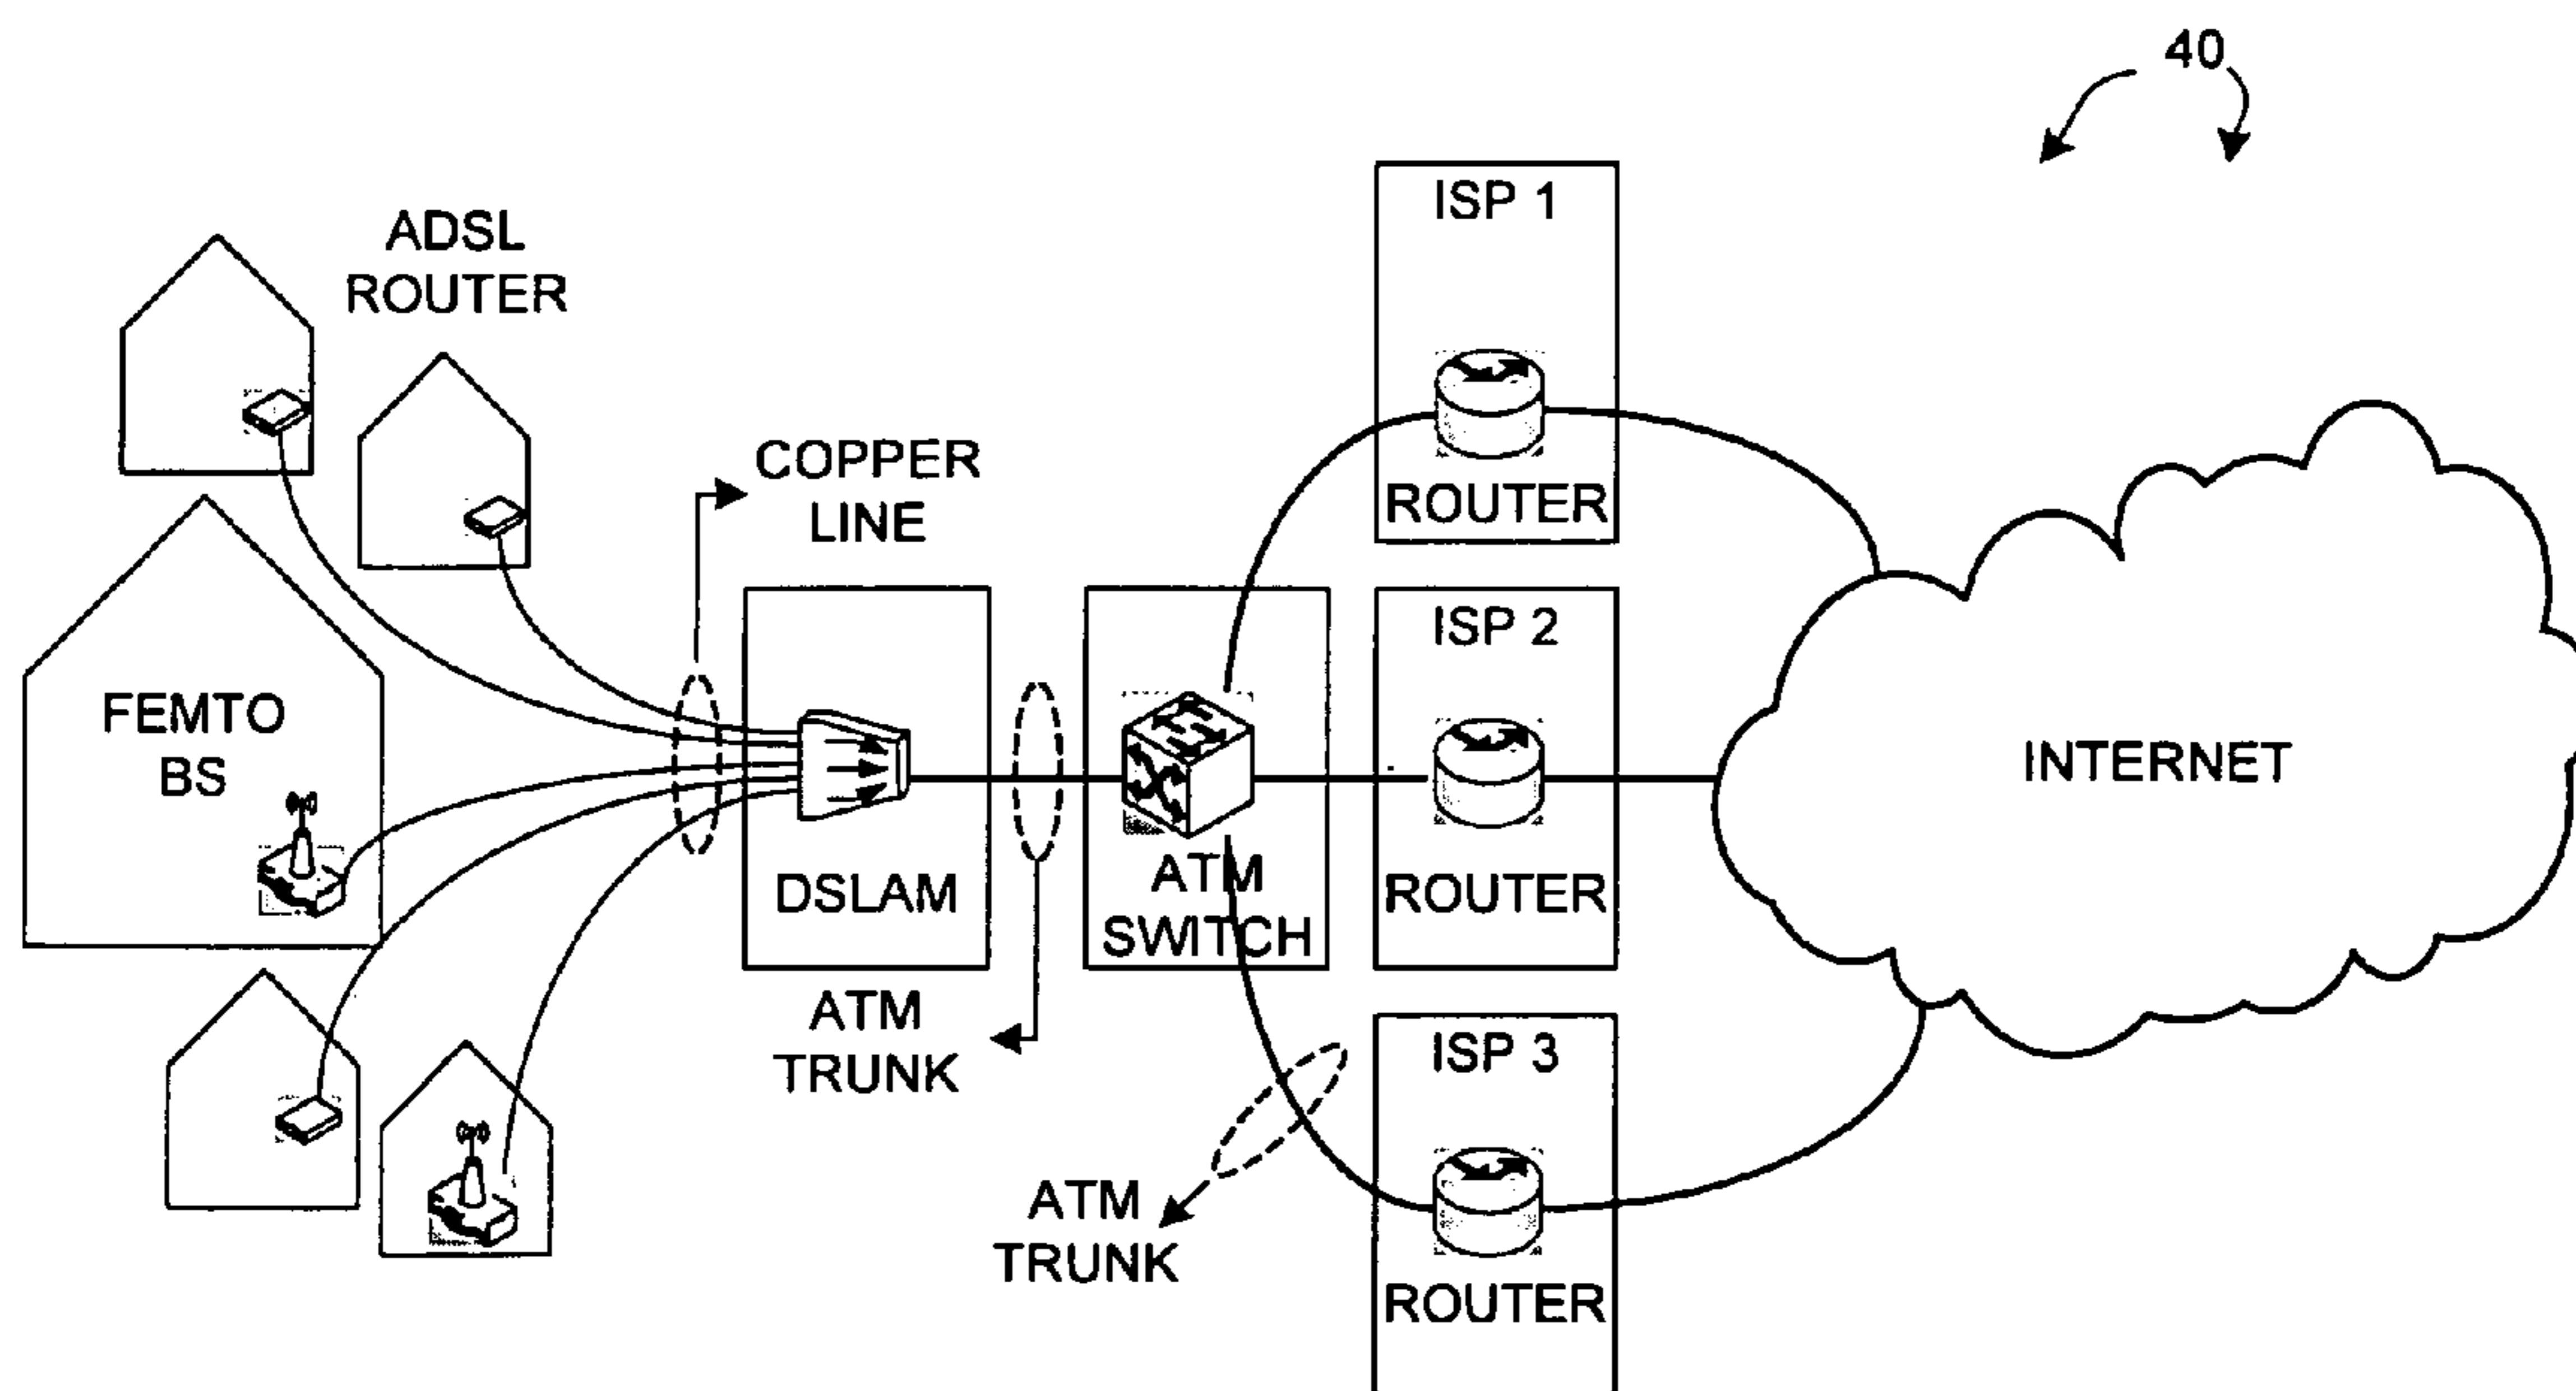 40
ISP 1
ADSL
ROUTER
COPPER
LINE
ROUTER
ISP 2
FEMTO
BS
INTERNET
DSLAM
ATM
SWITCH
ROUTER
ATM
TRUNK
ISP 3
ATM
TRUNK
ROUTER